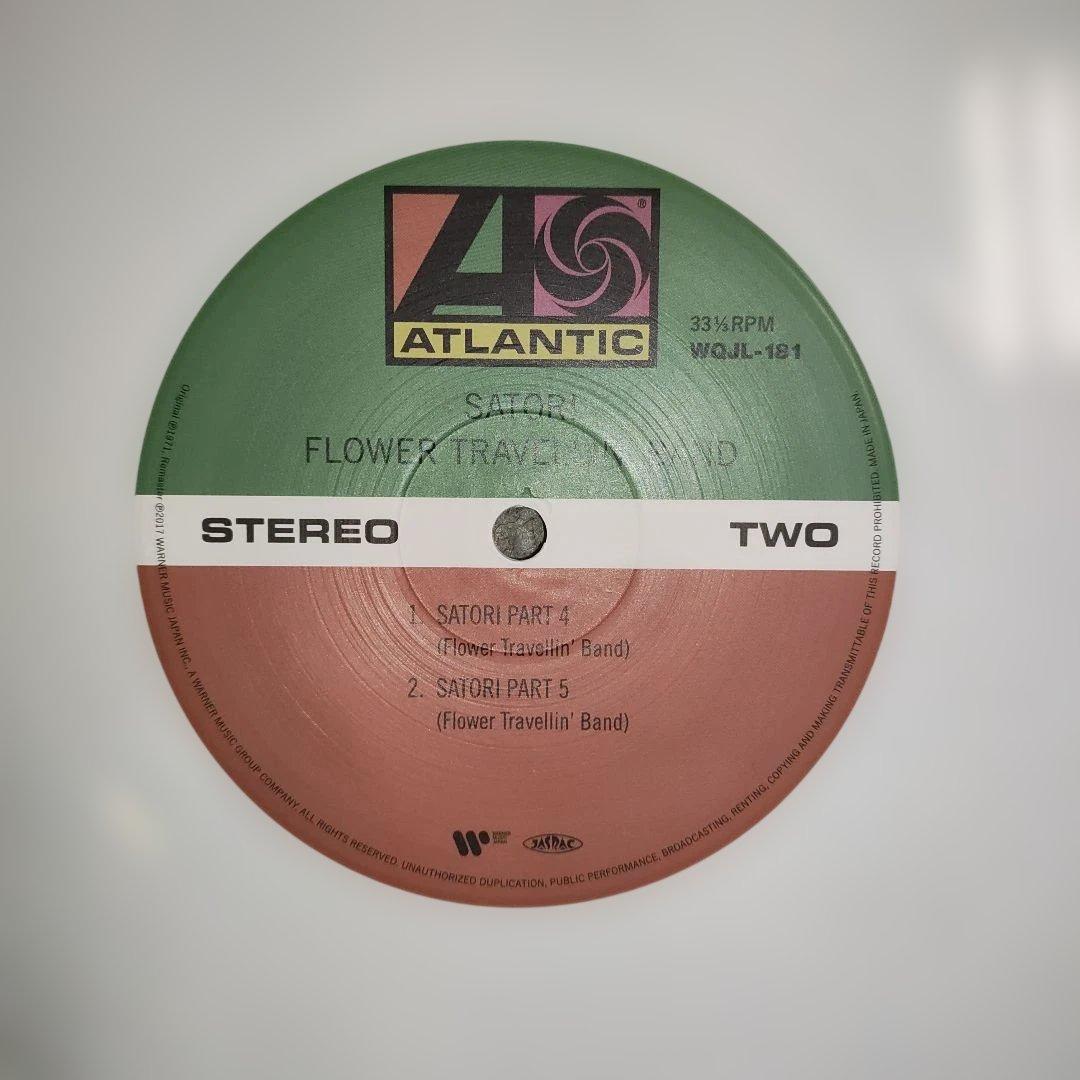 ®
ATLANTIC
33⅓RPM
WQJL-181
SATORI
FLOWER TRAVELLIN' BAND
STEREO
TWO
1. SATORI PART 4
(Flower Travellin' Band)
2. SATORI PART 5
(Flower Travellin' Band)
WARNER MUSIC JAPAN
JASRAC
Original ℗1971, Remaster ℗2017 WARNER MUSIC JAPAN INC., A WARNER MUSIC GROUP COMPANY. ALL RIGHTS RESERVED. UNAUTHORIZED DUPLICATION, PUBLIC PERFORMANCE, BROADCASTING, RENTING, COPYING AND MAKING TRANSMITTABLE OF THIS RECORD PROHIBITED. MADE IN JAPAN